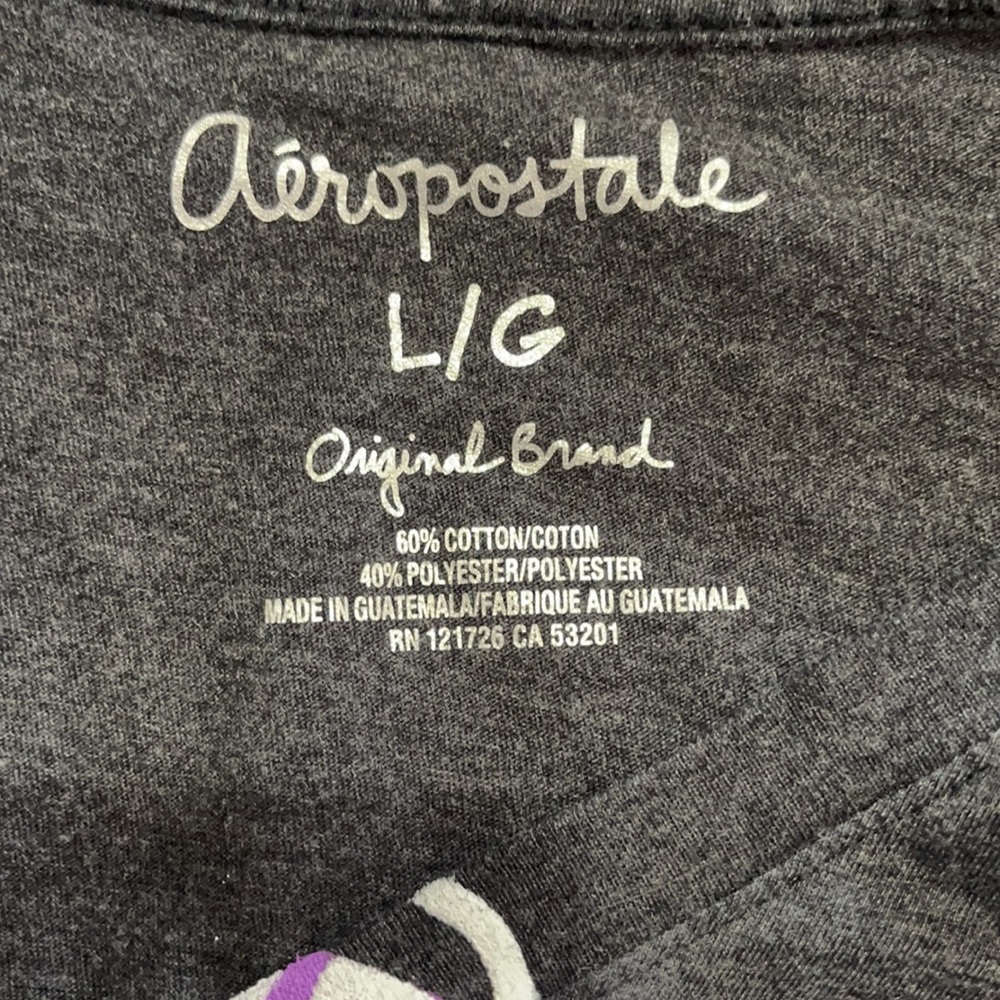 Aéropostale
L/G
Original Brand
60% COTTON/COTON
40% POLYESTER/POLYESTER
MADE IN GUATEMALA/FABRIQUE AU GUATEMALA
RN 121726 CA 53201